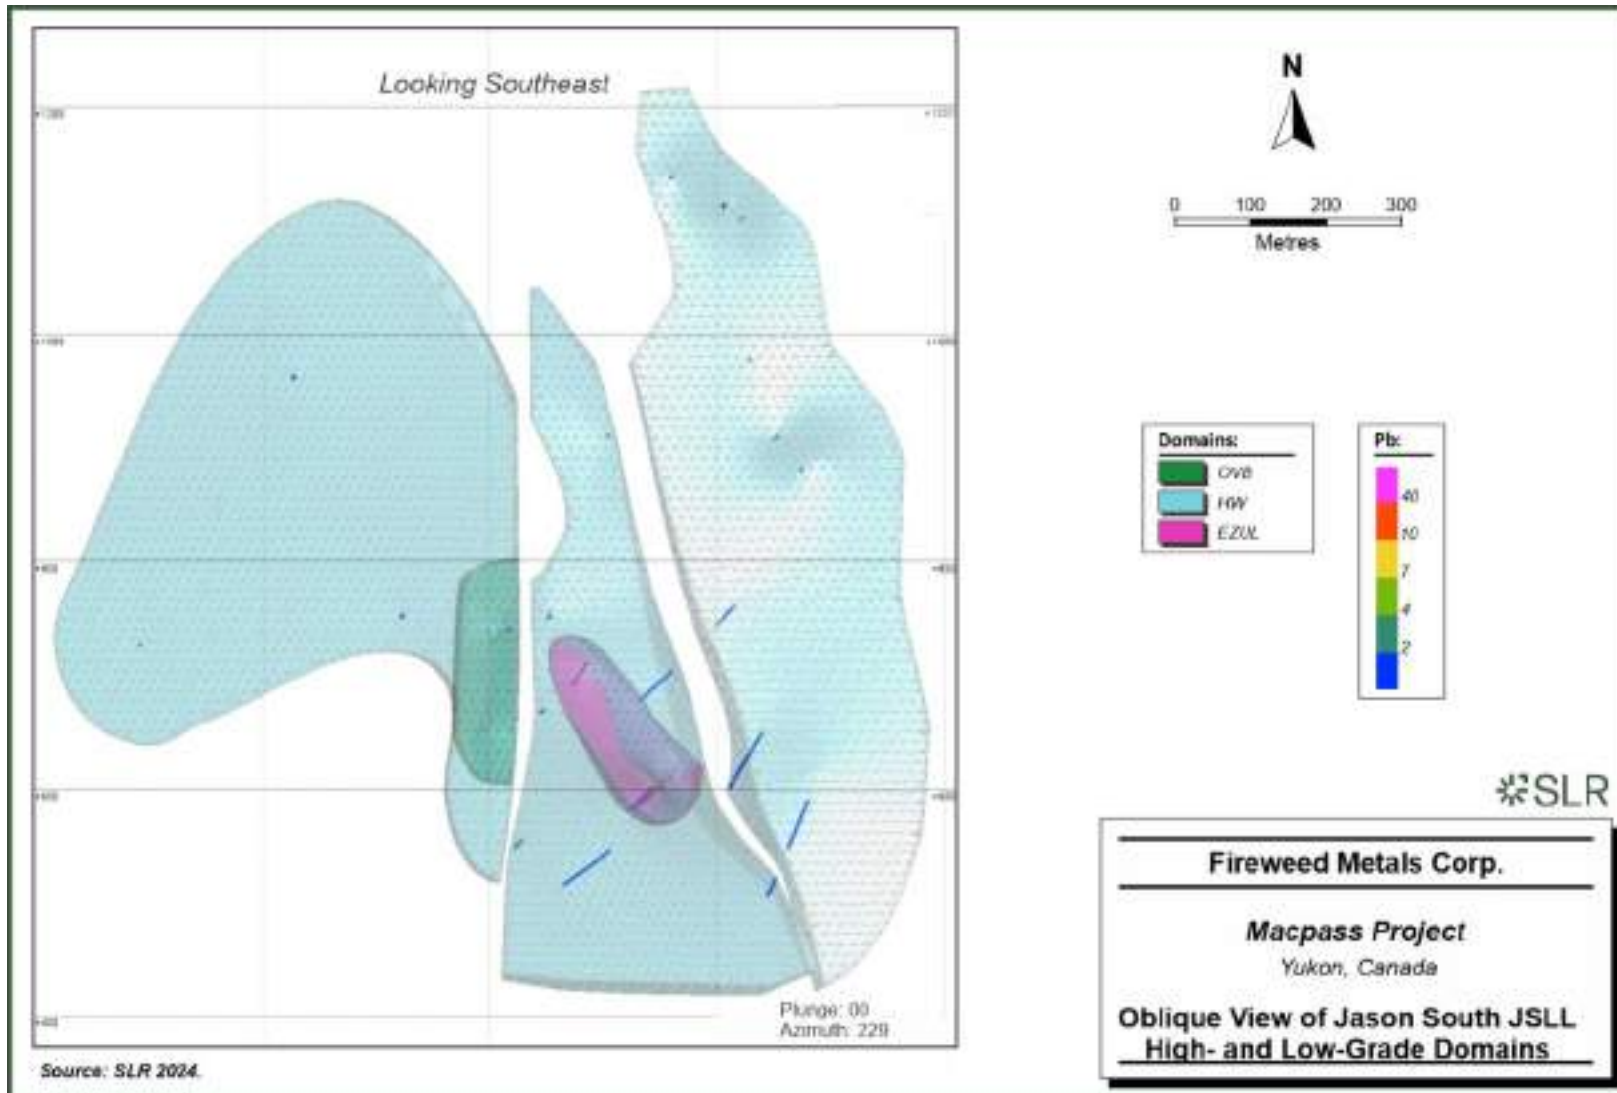 Looking Southeast
N
0 100 200 300
Metres
Domains:
OVB
HW
EZUL
Pb:
40
10
7
4
2
Plunge: 00
Azimuth: 229
SLR
Fireweed Metals Corp.
Macpass Project
Yukon, Canada
Oblique View of Jason South JSLL
High- and Low-Grade Domains
Source: SLR 2024.